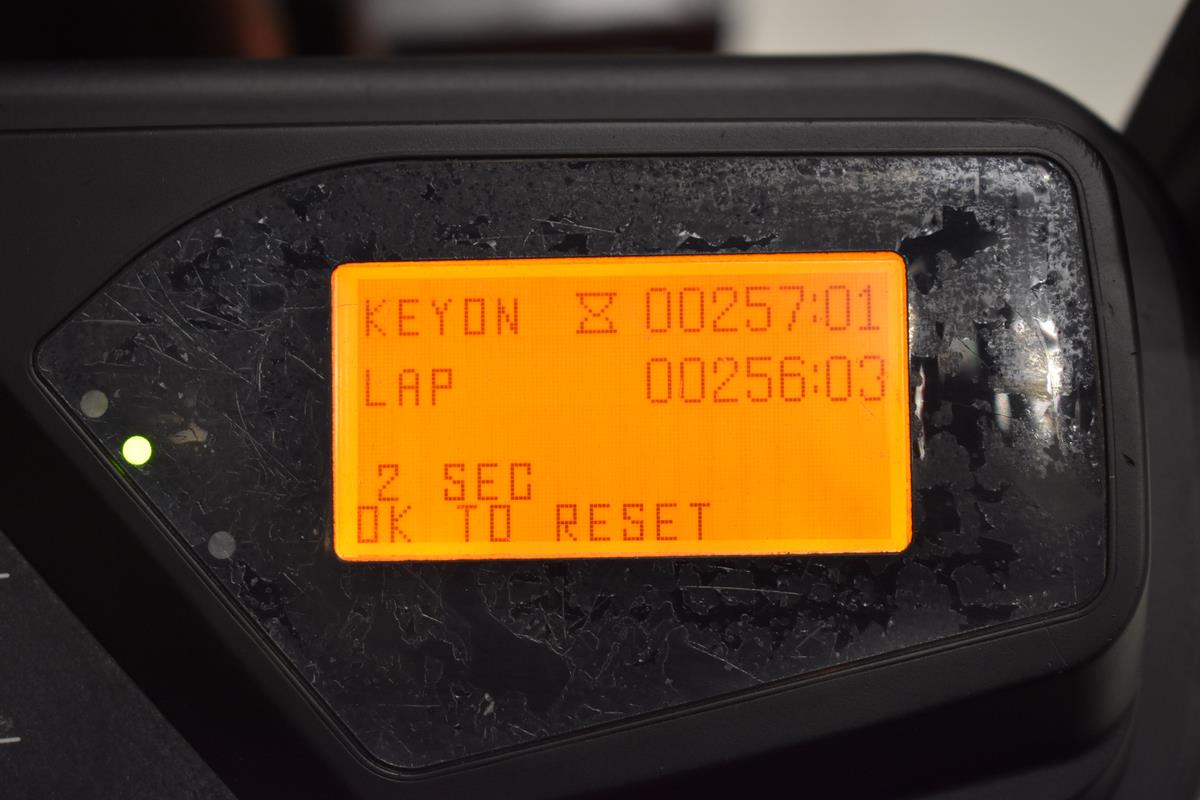 KEYON 00257:01
LAP 00256:03
2 SEC
OK TO RESET